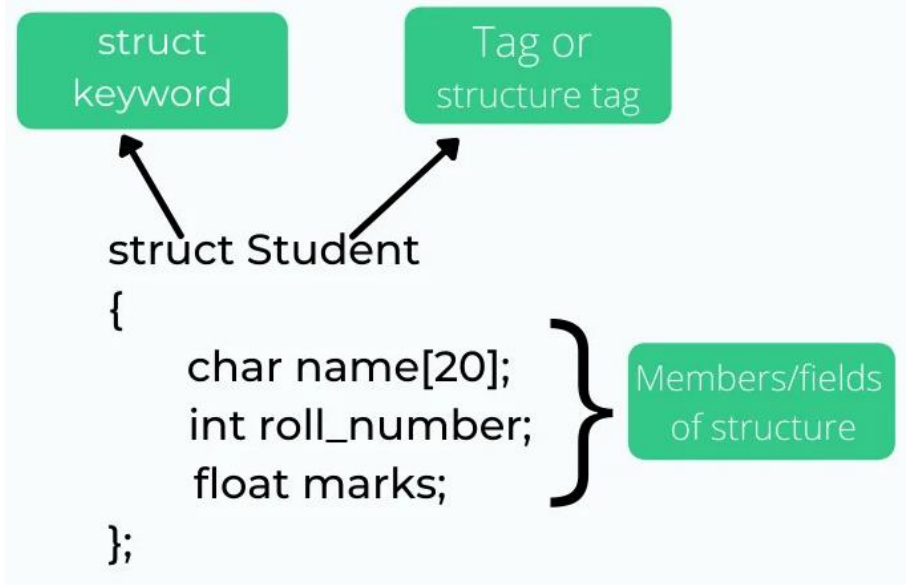 struct
keyword
Tag or
structure tag
struct Student
{
char name[20];
int roll_number;
float marks;
};
Members/fields
of structure